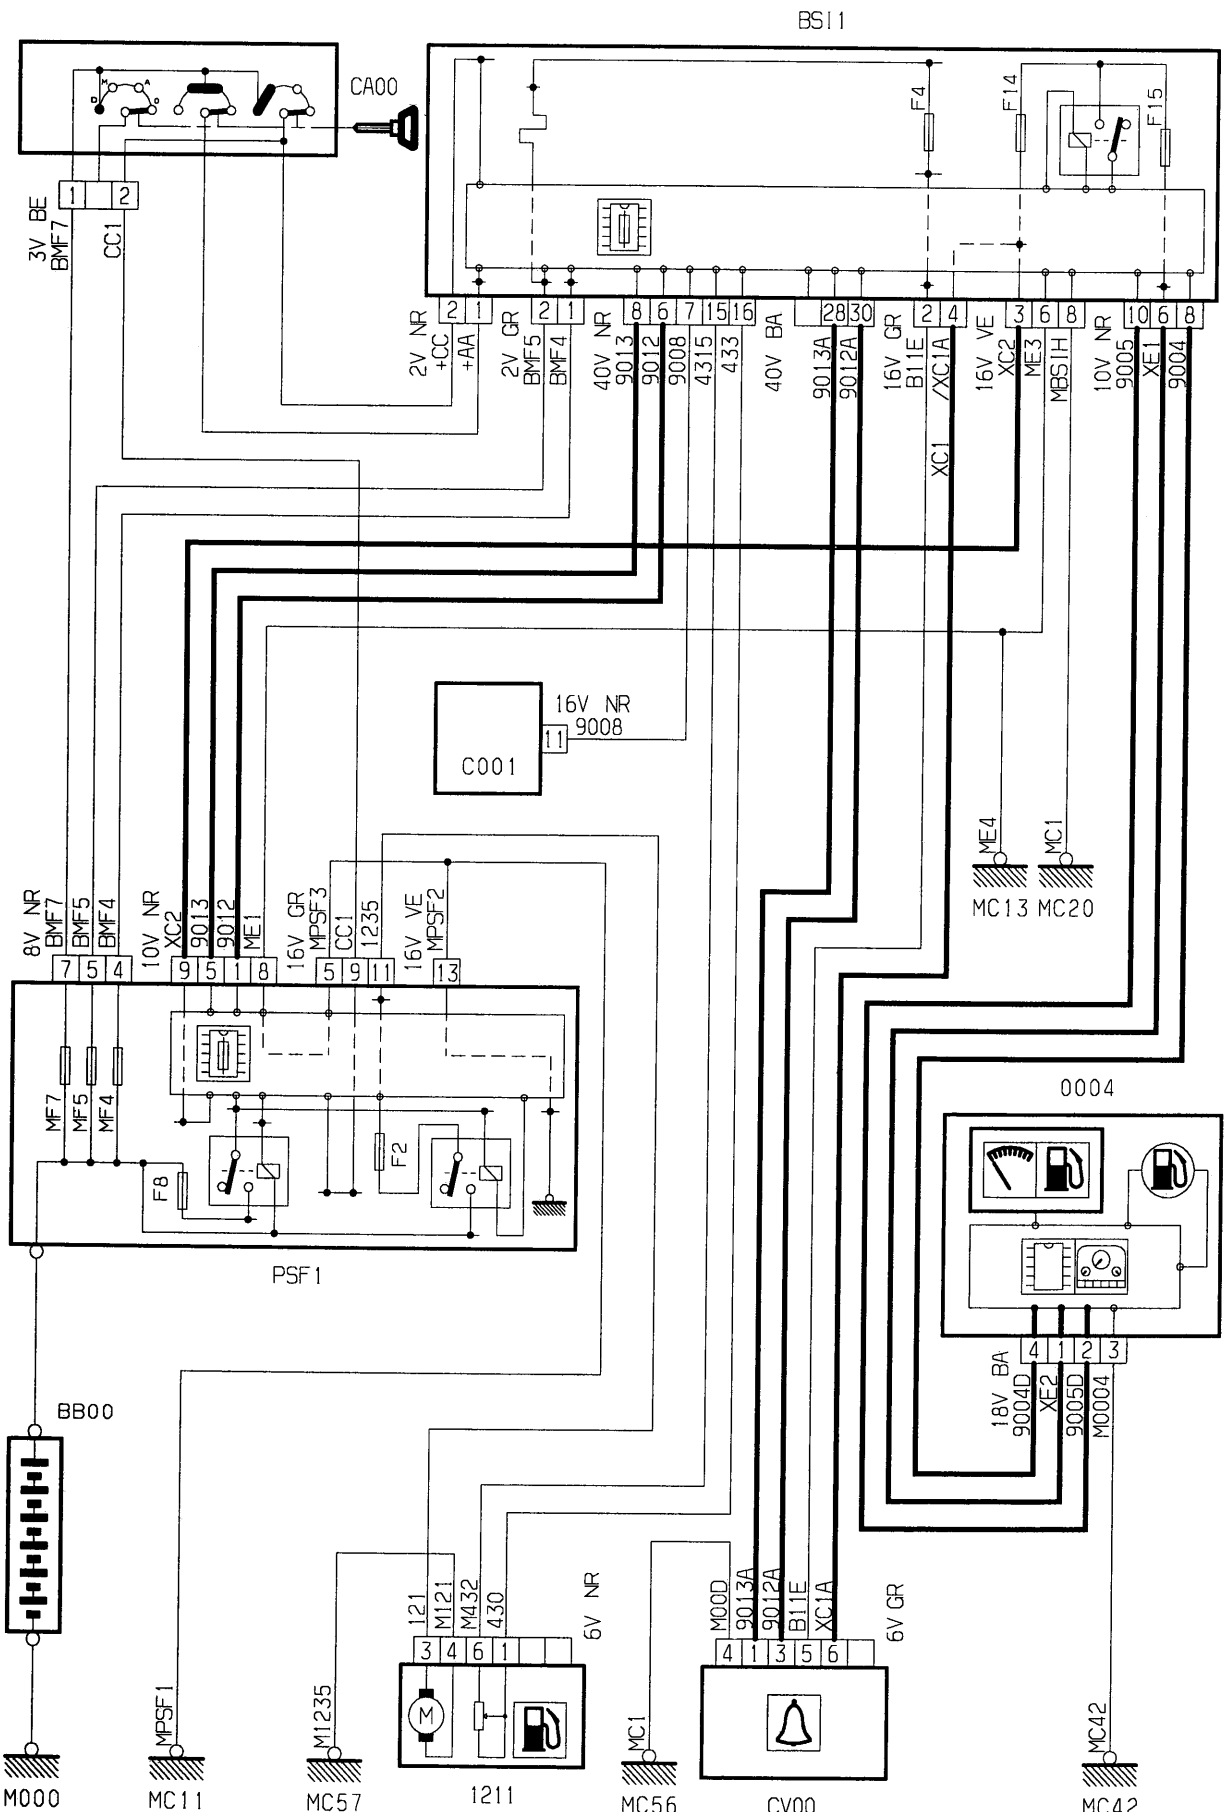 BSI1
CA00
M
A
D
F4
F14
F15
1
2
3V BE
BMF7
CC1
2
1
2
1
8
6
7
15
16
28
30
2
4
3
6
8
10
6
8
2V NR
+CC
+AA
2V GR
BMF5
BMF4
40V NR
9013
9012
9008
4315
433
40V BA
9013A
9012A
16V GR
B11E
/XC1A
XC1
16V VE
XC2
ME3
MBSIH
10V NR
9005
XE1
9004
16V NR
9008
11
C001
ME4
MC1
MC13
MC20
8V NR
BMF7
BMF5
BMF4
10V NR
XC2
9013
9012
ME1
16V GR
MPSF3
CC1
1235
16V VE
MPSF2
7
5
4
9
5
1
8
5
9
11
13
MF7
MF5
MF4
F8
F2
PSF1
0004
4
1
2
3
18V BA
9004D
XE2
9005D
M0004
BB00
121
M121
M432
430
6V NR
3
4
6
1
M
M00D
9013A
9012A
B11E
XC1A
6V GR
4
1
3
5
6
MPSF1
M1235
MC1
MC42
M000
MC11
MC57
1211
MC56
CV00
MC42